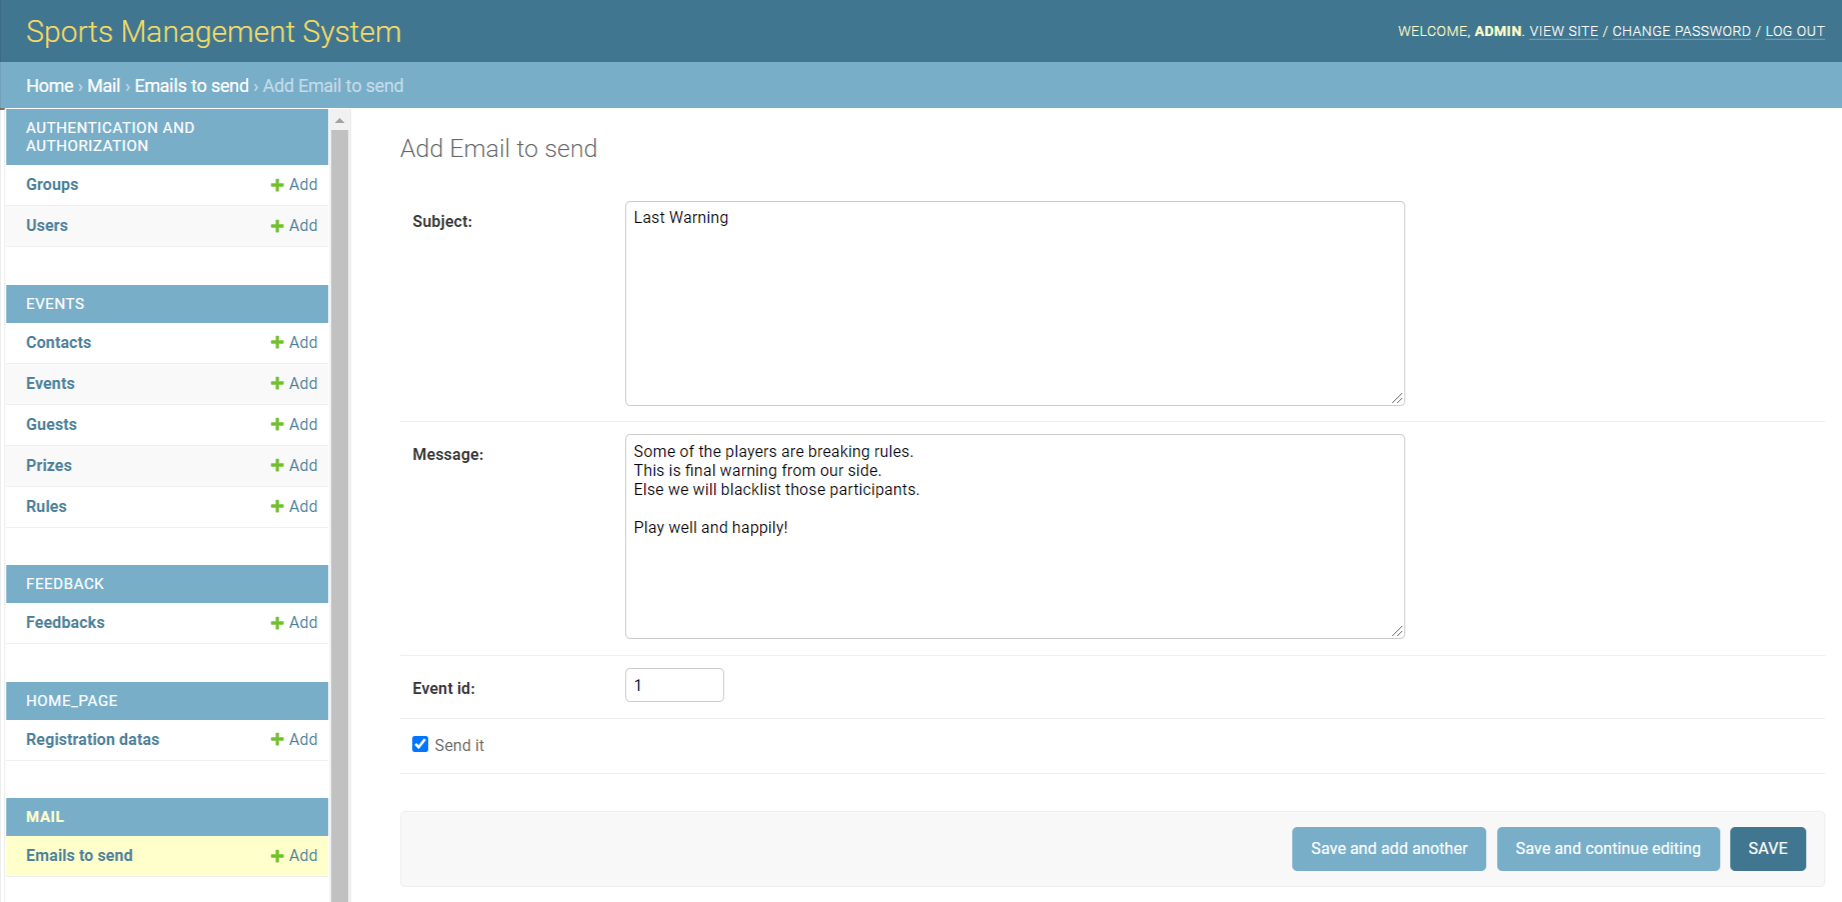 Sports Management System
WELCOME, ADMIN. VIEW SITE / CHANGE PASSWORD / LOG OUT
Home › Mail › Emails to send › Add Email to send
AUTHENTICATION AND
AUTHORIZATION
Groups
Add
Users
Add
EVENTS
Contacts
Add
Events
Add
Guests
Add
Prizes
Add
Rules
Add
FEEDBACK
Feedbacks
Add
HOME_PAGE
Registration datas
Add
MAIL
Emails to send
Add
Add Email to send
Subject:
Last Warning
Message:
Some of the players are breaking rules.
This is final warning from our side.
Else we will blacklist those participants.
Play well and happily!
Event id:
1
Send it
Save and add another
Save and continue editing
SAVE